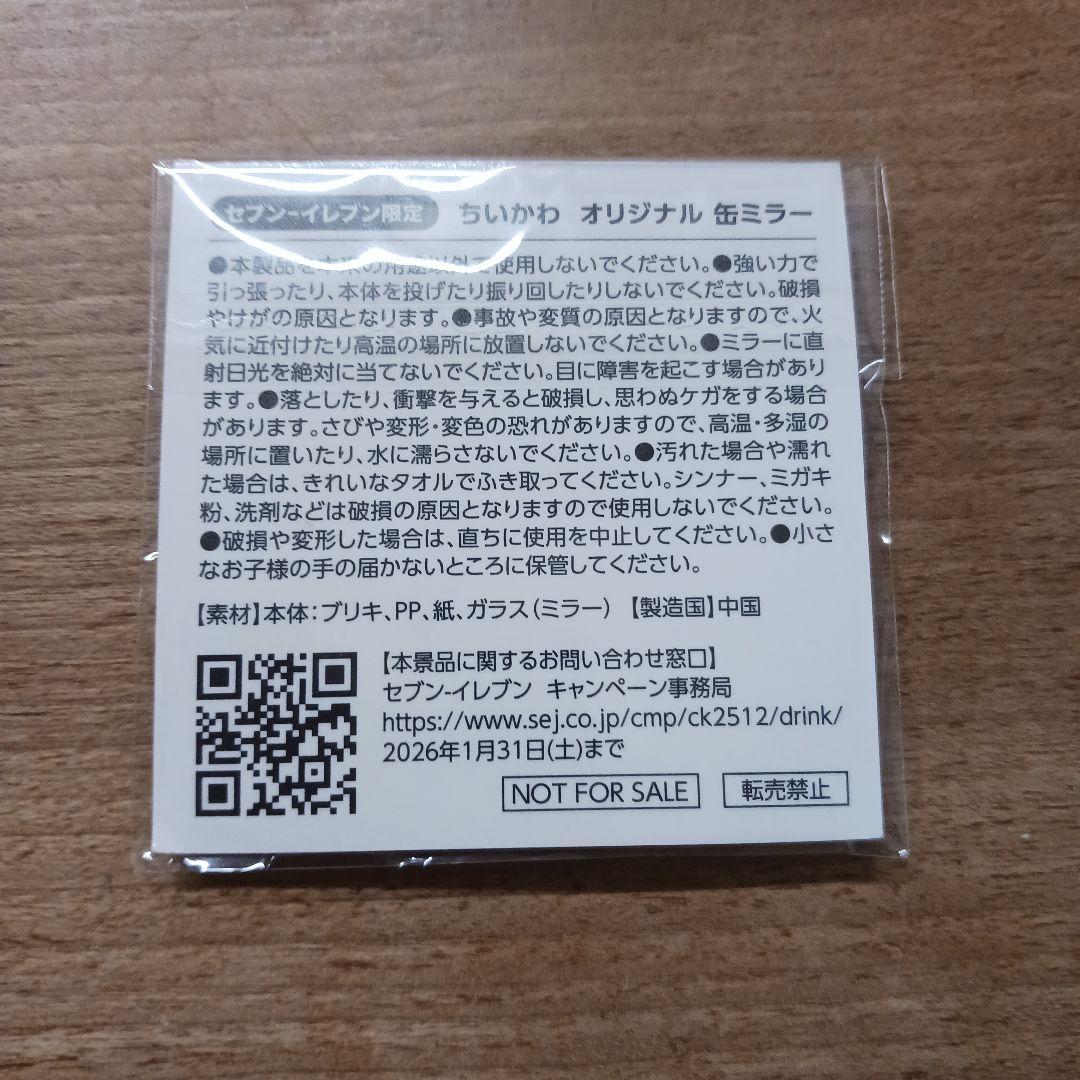 セブン-イレブン限定 ちいかわ オリジナル 缶ミラー
●本製品を本来の用途以外で使用しないでください。●強い力で
引っ張ったり、本体を投げたり振り回したりしないでください。破損
やけがの原因となります。●事故や変質の原因となりますので、火
気に近付けたり高温の場所に放置しないでください。●ミラーに直
射日光を絶対に当てないでください。目に障害を起こす場合があり
ます。●落としたり、衝撃を与えると破損し、思わぬケガをする場合
があります。さびや変形・変色の恐れがありますので、高温・多湿の
場所に置いたり、水に濡らさないでください。●汚れた場合や濡れ
た場合は、きれいなタオルでふき取ってください。シンナー、ミガキ
粉、洗剤などは破損の原因となりますので使用しないでください。
●破損や変形した場合は、直ちに使用を中止してください。●小さ
なお子様の手の届かないところに保管してください。
【素材】本体：ブリキ、PP、紙、ガラス（ミラー） 【製造国】中国
【本景品に関するお問い合わせ窓口】
セブン-イレブン キャンペーン事務局
https://www.sej.co.jp/cmp/ck2512/drink/
2026年1月31日(土)まで
NOT FOR SALE 転売禁止